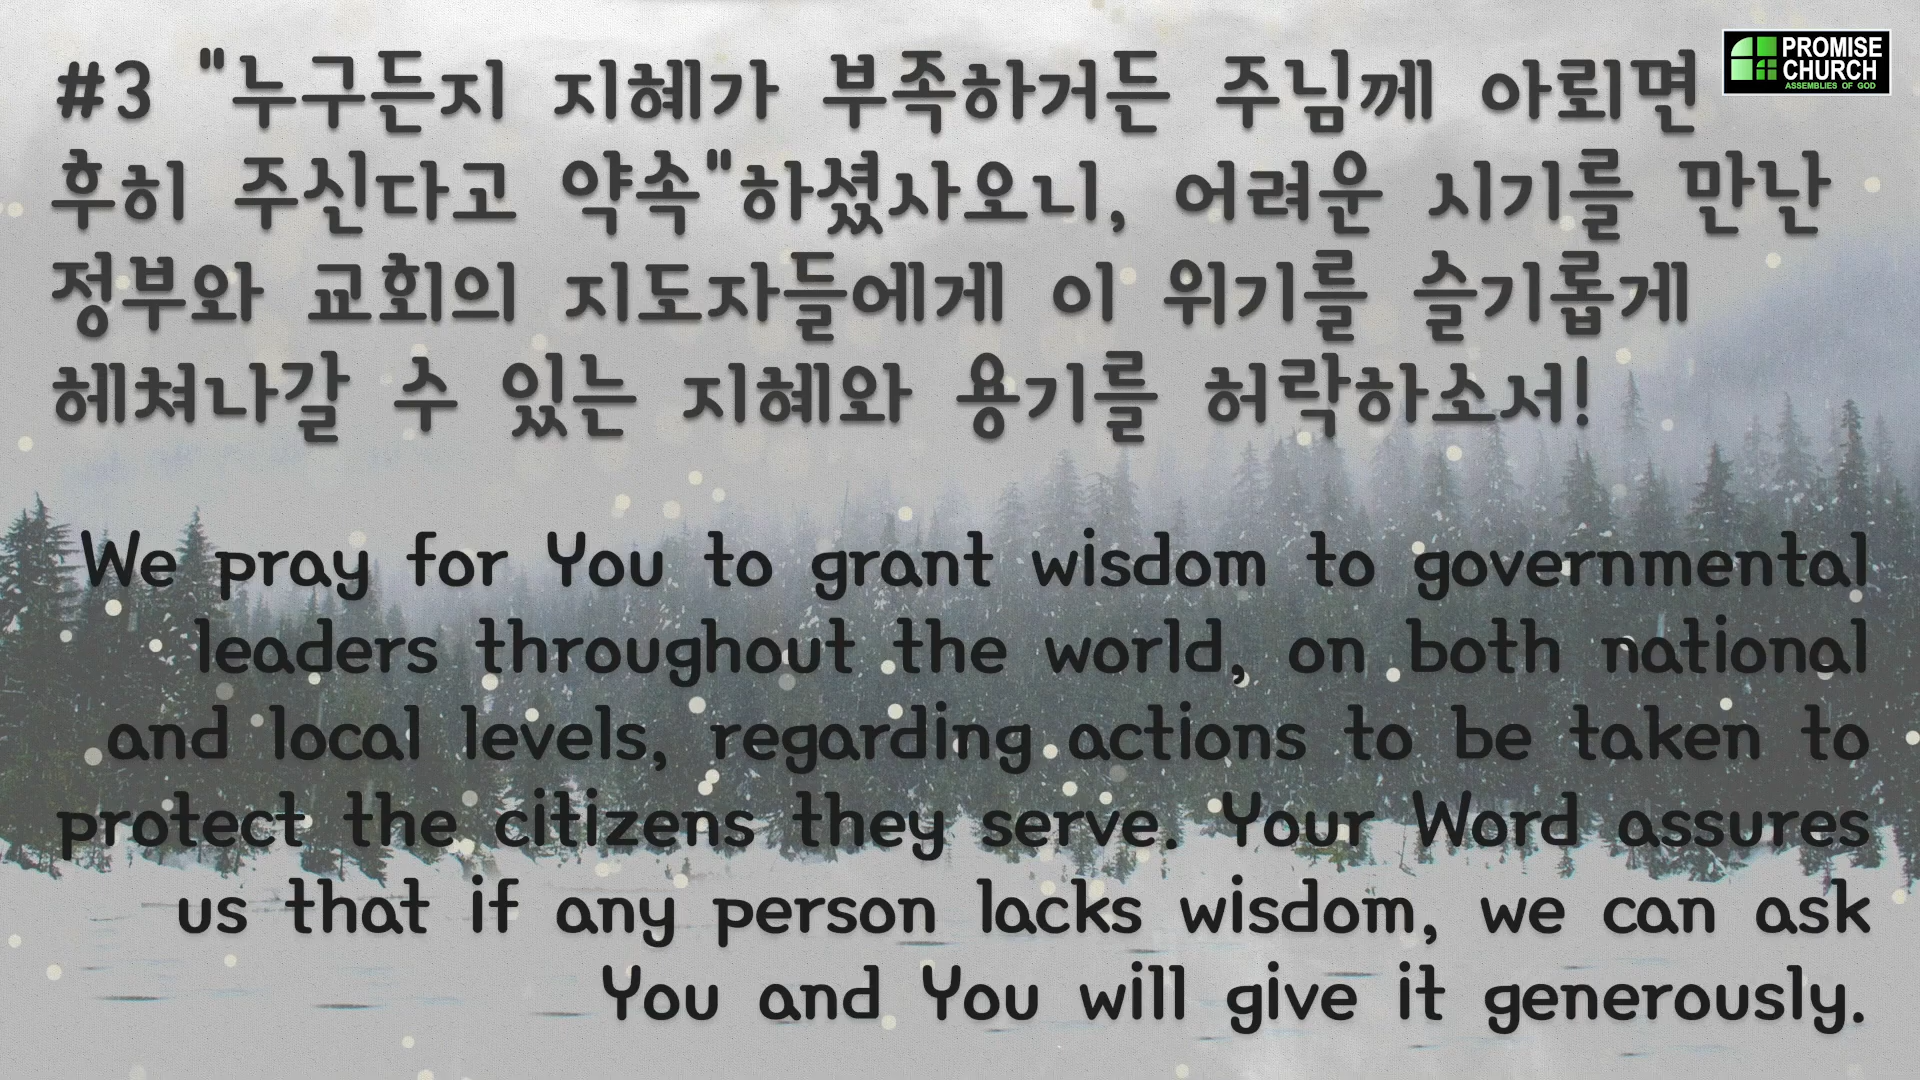 #3 "누구든지 지혜가 부족하거든 주님께 아뢰면
후히 주신다고 약속"하셨사오니, 어려운 시기를 만난
정부와 교회의 지도자들에게 이 위기를 슬기롭게
헤쳐나갈 수 있는 지혜와 용기를 허락하소서!
PROMISE
CHURCH
ASSEMBLIES OF GOD
We pray for You to grant wisdom to governmental
leaders throughout the world, on both national
and local levels, regarding actions to be taken to
protect the citizens they serve. Your Word assures
us that if any person lacks wisdom, we can ask
You and You will give it generously.